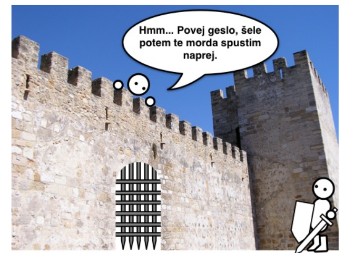 Hmm... Povej geslo, šele
potem te morda spustim
naprej.